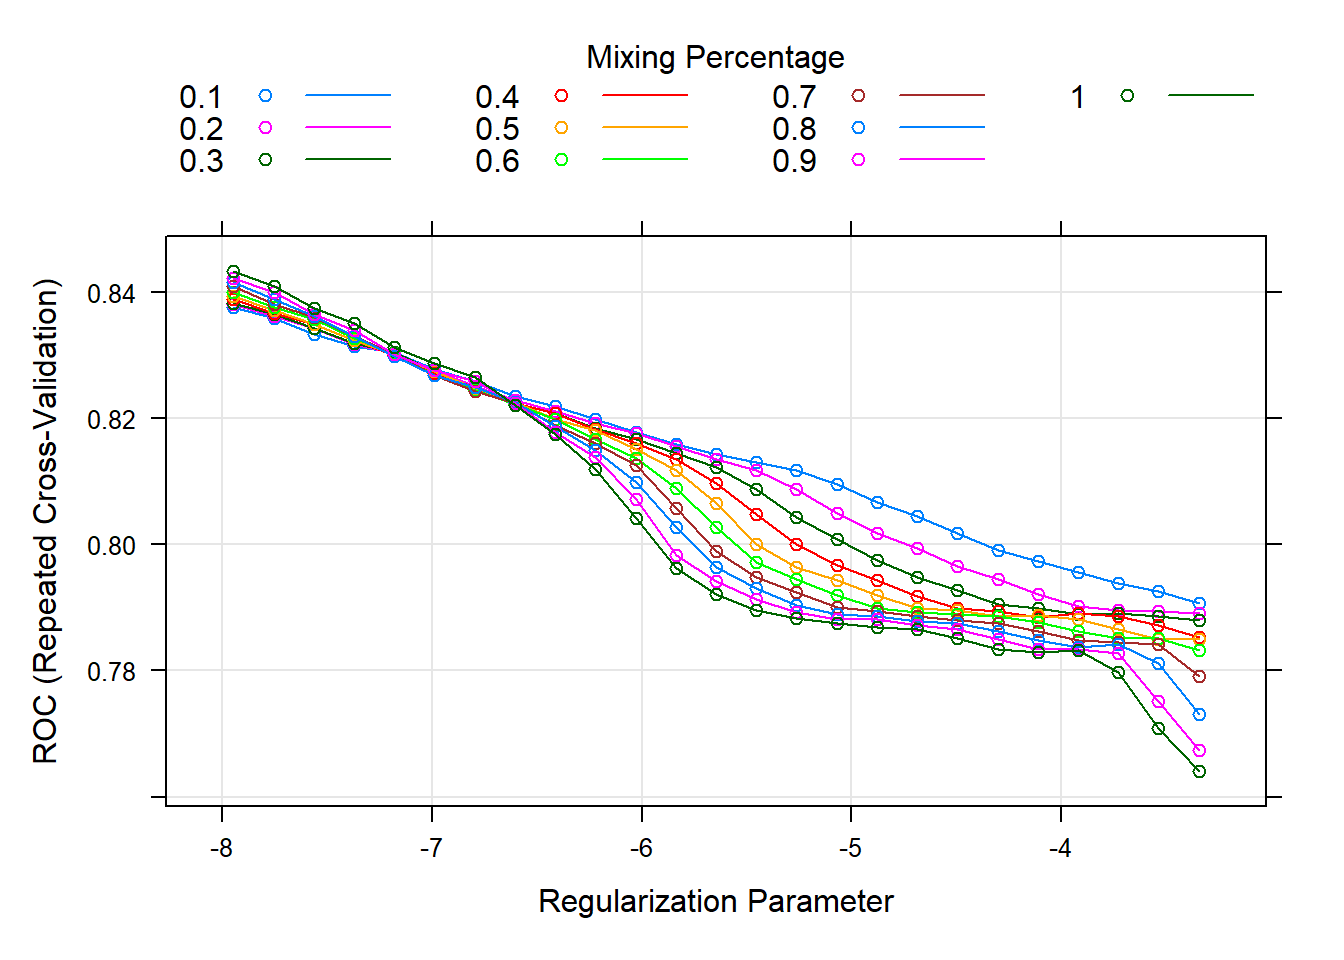 Mixing Percentage
0.1 0.4 0.7 1
0.2 0.5 0.8
0.3 0.6 0.9
ROC (Repeated Cross-Validation)
0.84
0.82
0.80
0.78
-8 -7 -6 -5 -4
Regularization Parameter